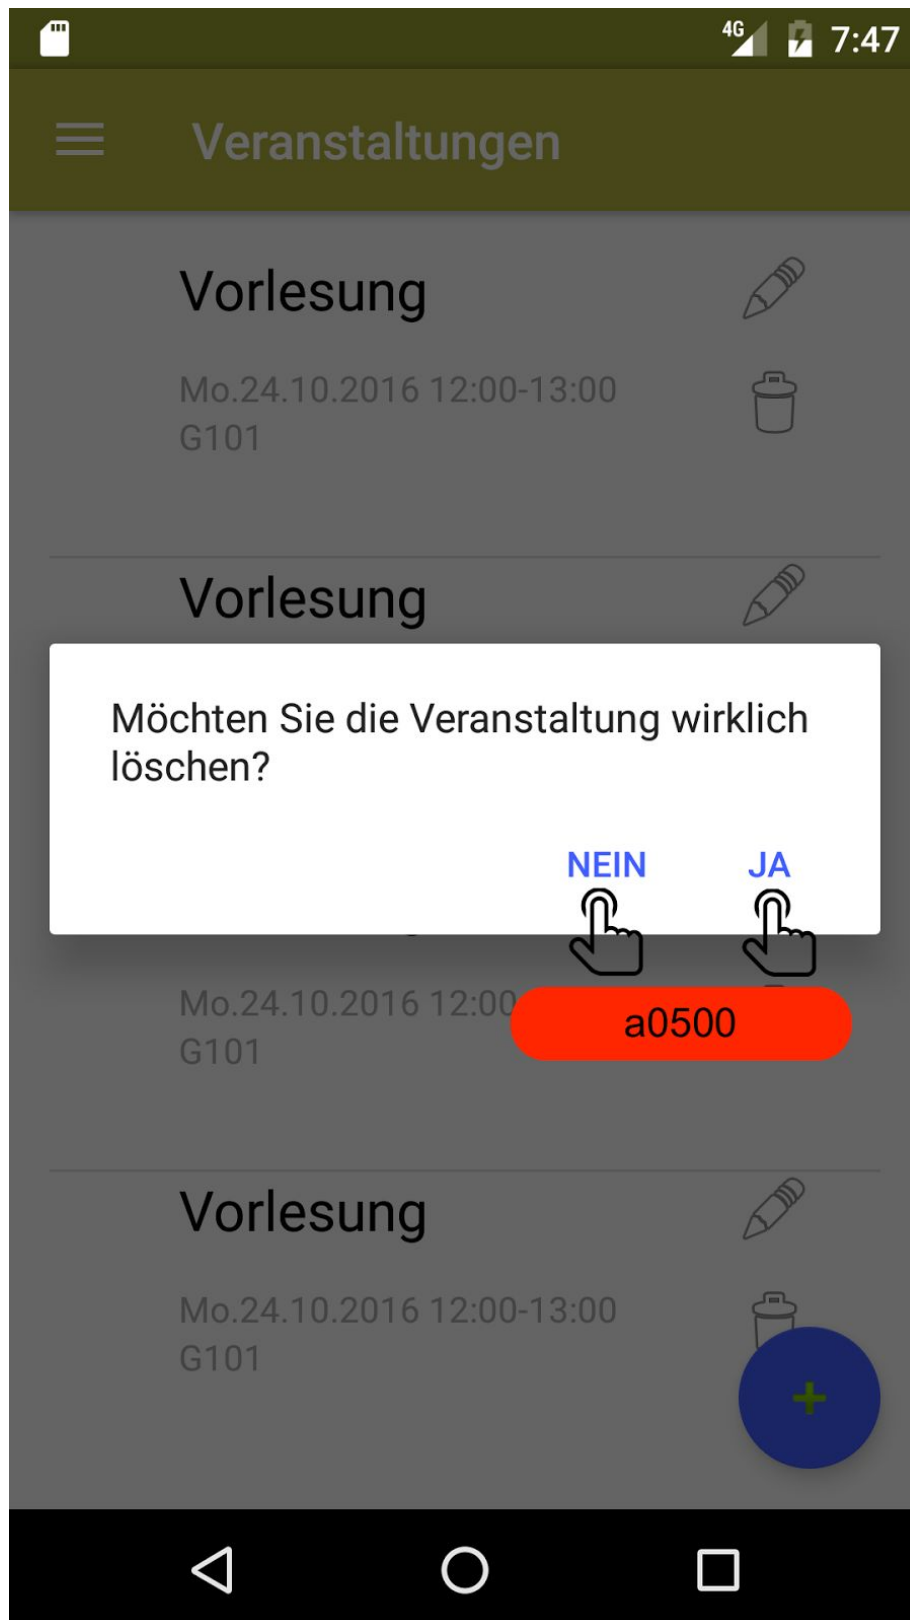 4G 7:47
Veranstaltungen
Vorlesung
Mo.24.10.2016 12:00-13:00
G101
Vorlesung
Möchten Sie die Veranstaltung wirklich
löschen?
NEIN JA
Mo.24.10.2016 12:00
a0500
G101
Vorlesung
Mo.24.10.2016 12:00-13:00
G101
+